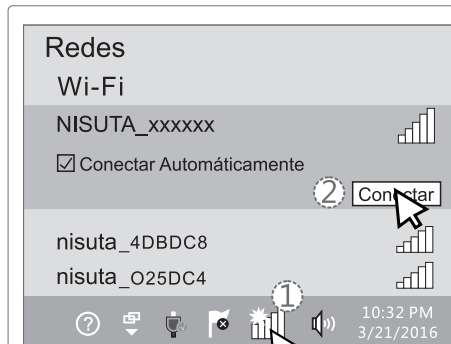 Redes
Wi-Fi
NISUTA_xxxxxx
Conectar Automáticamente
2 Conectar
nisuta_4DBDC8
nisuta_O25DC4
1
? 10:32 PM
3/21/2016